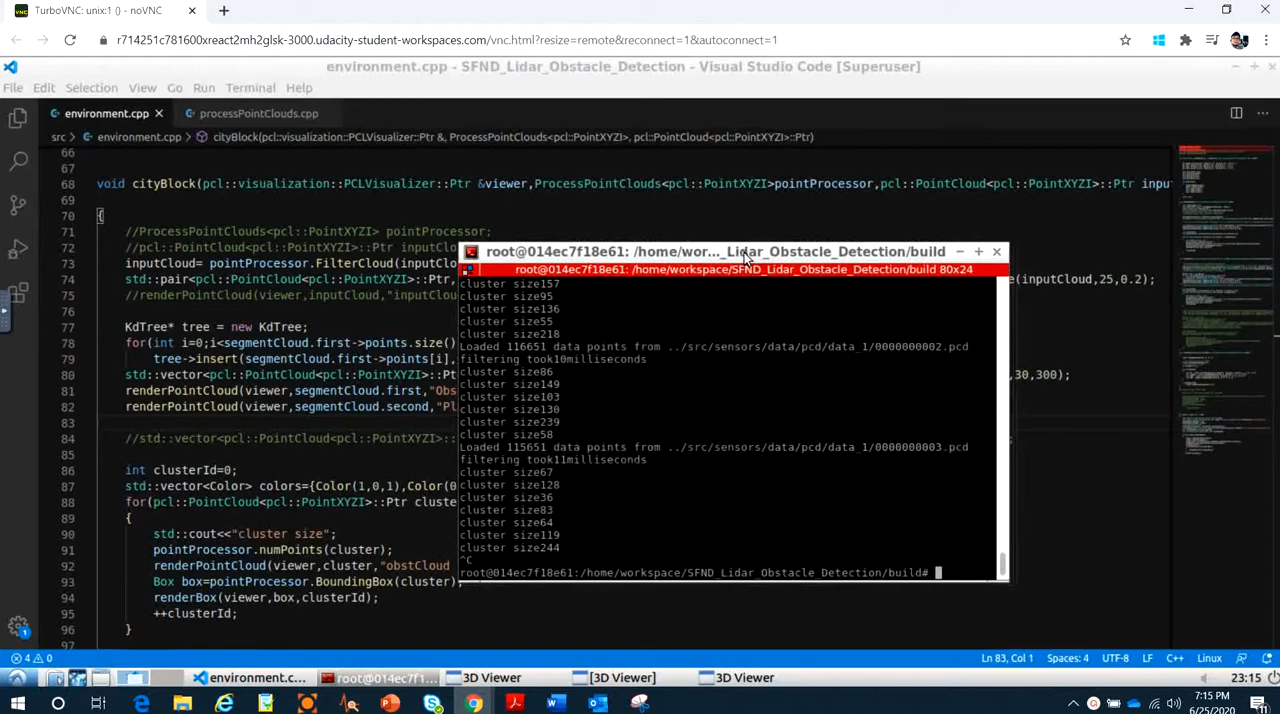 TurboVNC: unix:1 () - noVNC
r714251c781600xreact2mh2glsk-3000.udacity-student-workspaces.com/vnc.html?resize=remote&reconnect=1&autoconnect=1
environment.cpp - SFND_Lidar_Obstacle_Detection - Visual Studio Code [Superuser]
File Edit Selection View Go Run Terminal Help
environment.cpp processPointClouds.cpp
src > environment.cpp > cityBlock(pcl::visualization::PCLVisualizer::Ptr &, ProcessPointClouds<pcl::PointXYZI>, pcl::PointCloud<pcl::PointXYZI>::Ptr)
66
67
68 void cityBlock(pcl::visualization::PCLVisualizer::Ptr &viewer,ProcessPointClouds<pcl::PointXYZI>pointProcessor,pcl::PointCloud<pcl::PointXYZI>::Ptr input
69
70 {
71 //ProcessPointClouds<pcl::PointXYZI> pointProcessor;
72 //pcl::PointCloud<pcl::PointXYZI>::Ptr inputClou
73 inputCloud= pointProcessor.FilterCloud(inputClou
74 std::pair<pcl::PointCloud<pcl::PointXYZI>::Ptr,
e(inputCloud,25,0.2);
75 //renderPointCloud(viewer,inputCloud,"inputCloud
76
77 KdTree* tree = new KdTree;
78 for(int i=0;i<segmentCloud.first->points.size()
79 tree->insert(segmentCloud.first->points[i],
80 std::vector<pcl::PointCloud<pcl::PointXYZI>::Pt
,30,300);
81 renderPointCloud(viewer,segmentCloud.first,"Obs
82 renderPointCloud(viewer,segmentCloud.second,"Pl
83
84 //std::vector<pcl::PointCloud<pcl::PointXYZI>::
85
86 int clusterId=0;
87 std::vector<Color> colors={Color(1,0,1),Color(0
88 for(pcl::PointCloud<pcl::PointXYZI>::Ptr cluste
89 {
90 std::cout<<"cluster size";
91 pointProcessor.numPoints(cluster);
92 renderPointCloud(viewer,cluster,"obstCloud
93 Box box=pointProcessor.BoundingBox(cluster);
94 renderBox(viewer,box,clusterId);
95 ++clusterId;
96 }
97
root@014ec7f18e61: /home/wor..._Lidar_Obstacle_Detection/build
root@014ec7f18e61: /home/workspace/SFND_Lidar_Obstacle_Detection/build 80x24
cluster size157
cluster size95
cluster size136
cluster size55
cluster size218
Loaded 116651 data points from ../src/sensors/data/pcd/data_1/0000000002.pcd
filtering took10milliseconds
cluster size86
cluster size149
cluster size103
cluster size130
cluster size239
cluster size58
Loaded 115651 data points from ../src/sensors/data/pcd/data_1/0000000003.pcd
filtering took11milliseconds
cluster size67
cluster size128
cluster size36
cluster size83
cluster size64
cluster size119
cluster size244
^C
root@014ec7f18e61:/home/workspace/SFND_Lidar_Obstacle_Detection/build#
4 0 Ln 83, Col 1 Spaces: 4 UTF-8 LF C++ Linux
environment.c... root@014ec7f1... 3D Viewer [3D Viewer] 3D Viewer 23:15
7:15 PM
6/25/2020